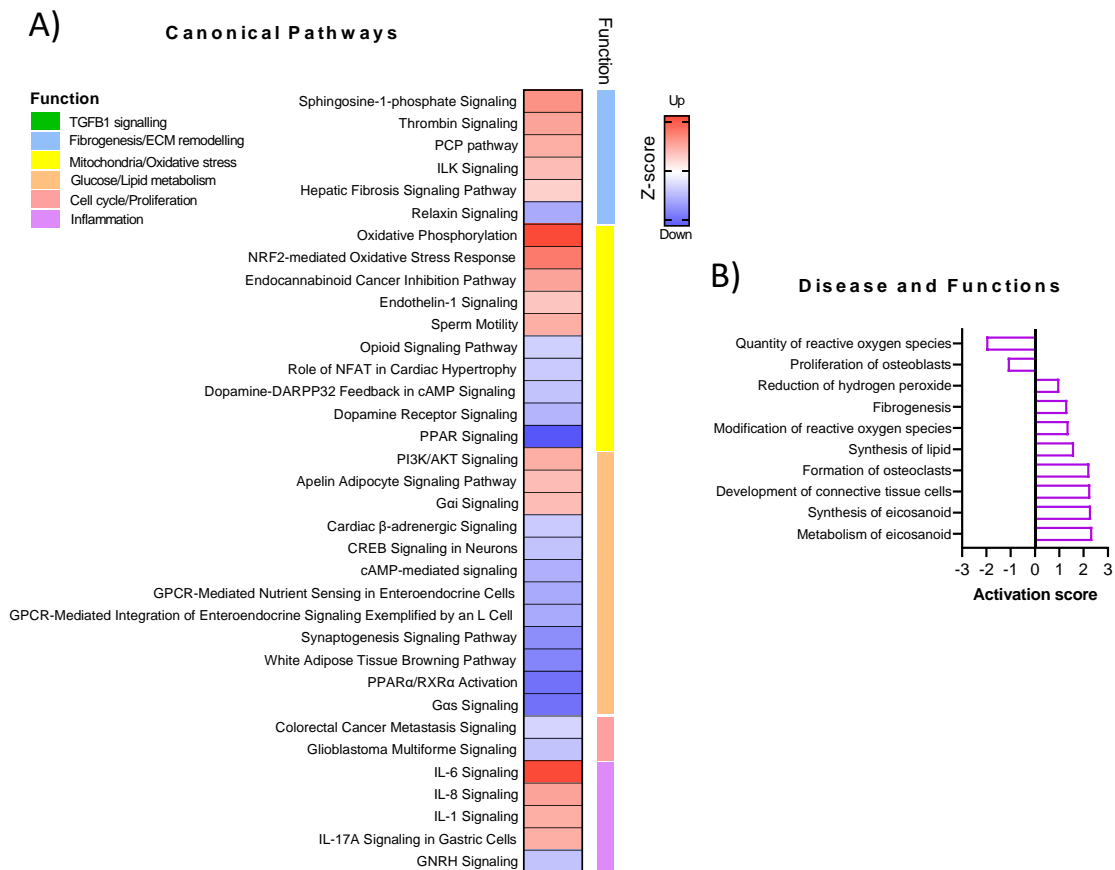 A)
Canonical Pathways
Function
Function
TGFB1 signalling
Fibrogenesis/ECM remodelling
Mitochondria/Oxidative stress
Glucose/Lipid metabolism
Cell cycle/Proliferation
Inflammation
Sphingosine-1-phosphate Signaling
Thrombin Signaling
PCP pathway
ILK Signaling
Hepatic Fibrosis Signaling Pathway
Relaxin Signaling
Oxidative Phosphorylation
NRF2-mediated Oxidative Stress Response
Endocannabinoid Cancer Inhibition Pathway
Endothelin-1 Signaling
Sperm Motility
Opioid Signaling Pathway
Role of NFAT in Cardiac Hypertrophy
Dopamine-DARPP32 Feedback in cAMP Signaling
Dopamine Receptor Signaling
PPAR Signaling
PI3K/AKT Signaling
Apelin Adipocyte Signaling Pathway
Gαi Signaling
Cardiac β-adrenergic Signaling
CREB Signaling in Neurons
cAMP-mediated signaling
GPCR-Mediated Nutrient Sensing in Enteroendocrine Cells
GPCR-Mediated Integration of Enteroendocrine Signaling Exemplified by an L Cell
Synaptogenesis Signaling Pathway
White Adipose Tissue Browning Pathway
PPARα/RXRα Activation
Gαs Signaling
Colorectal Cancer Metastasis Signaling
Glioblastoma Multiforme Signaling
IL-6 Signaling
IL-8 Signaling
IL-1 Signaling
IL-17A Signaling in Gastric Cells
GNRH Signaling
Up
Z-score
Down
B)
Disease and Functions
Quantity of reactive oxygen species
Proliferation of osteoblasts
Reduction of hydrogen peroxide
Fibrogenesis
Modification of reactive oxygen species
Synthesis of lipid
Formation of osteoclasts
Development of connective tissue cells
Synthesis of eicosanoid
Metabolism of eicosanoid
-3 -2 -1 0 1 2 3
Activation score